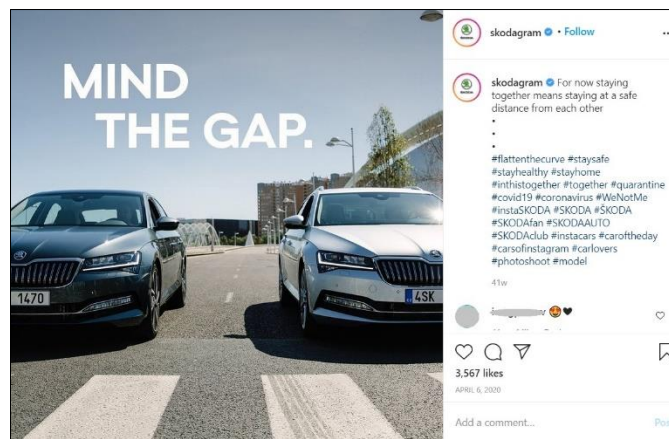 MIND
THE GAP.
1470
4SK
skodagram • Follow
skodagram For now staying
together means staying at a safe
distance from each other
•
•
•
#flattenthecurve #staysafe
#stayhealthy #stayhome
#inthistogether #together #quarantine
#covid19 #coronavirus #WeNotMe
#instaSKODA #SKODA #ŠKODA
#SKODAfan #SKODAAUTO
#SKODAclub #instacars #caroftheday
#carsofinstagram #carlovers
#photoshoot #model
41w
3,567 likes
APRIL 6, 2020
Add a comment...